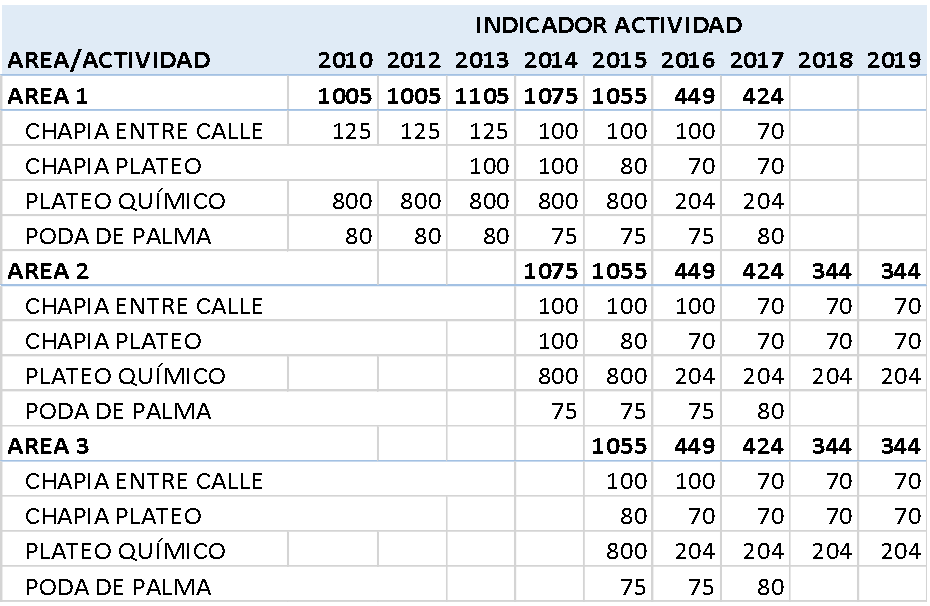 INDICADOR ACTIVIDAD
AREA/ACTIVIDAD 2010 2012 2013 2014 2015 2016 2017 2018 2019
AREA 1 1005 1005 1105 1075 1055 449 424
CHAPIA ENTRE CALLE 125 125 125 100 100 100 70
CHAPIA PLATEO 100 100 80 70 70
PLATEO QUÍMICO 800 800 800 800 800 204 204
PODA DE PALMA 80 80 80 75 75 75 80
AREA 2 1075 1055 449 424 344 344
CHAPIA ENTRE CALLE 100 100 100 70 70 70
CHAPIA PLATEO 100 80 70 70 70 70
PLATEO QUÍMICO 800 800 204 204 204 204
PODA DE PALMA 75 75 75 80
AREA 3 1055 449 424 344 344
CHAPIA ENTRE CALLE 100 100 70 70 70
CHAPIA PLATEO 80 70 70 70 70
PLATEO QUÍMICO 800 204 204 204 204
PODA DE PALMA 75 75 80